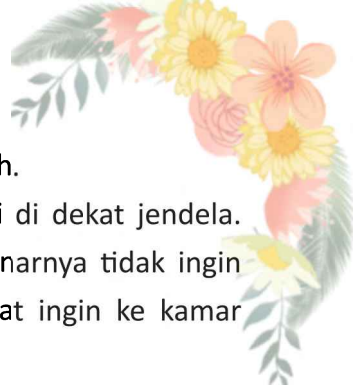 h.
i di dekat jendela.
narnya tidak ingin
at ingin ke kamar